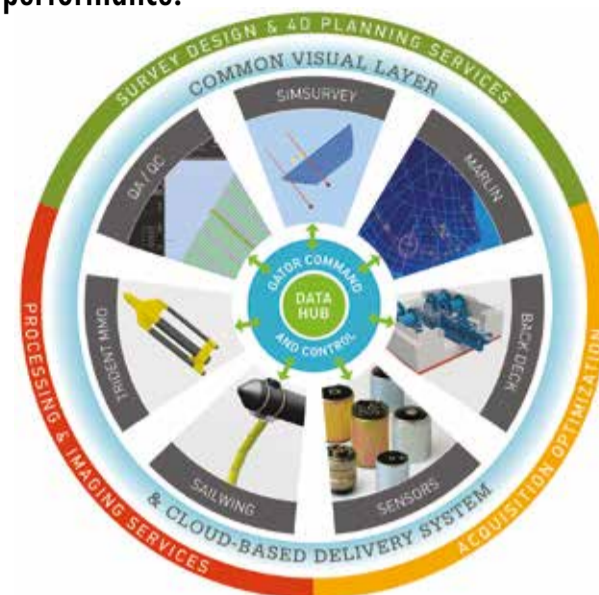 performance.
SURVEY DESIGN & 4D PLANNING SERVICES
COMMON VISUAL LAYER
SIMSURVEY
QA / QC
MARLIN
GATOR COMMAND
DATA
HUB
AND CONTROL
TRIDENT OMM
BACK DECK
SAILWING
SENSORS
& CLOUD-BASED DELIVERY SYSTEM
PROCESSING & IMAGING SERVICES
ACQUISITION OPTIMIZATION